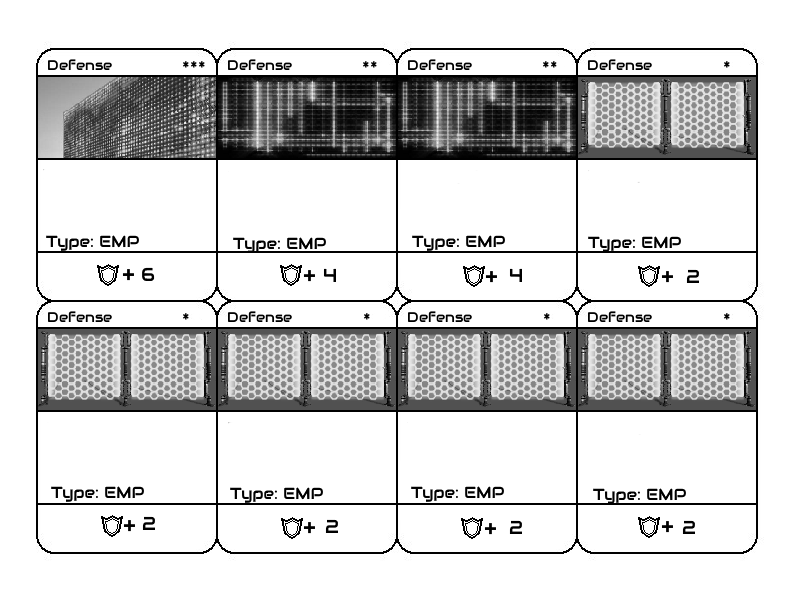 Defense ***
Type: EMP
+ 6
Defense **
Type: EMP
+ 4
Defense **
Type: EMP
+ 4
Defense *
Type: EMP
+ 2
Defense *
Type: EMP
+ 2
Defense *
Type: EMP
+ 2
Defense *
Type: EMP
+ 2
Defense *
Type: EMP
+ 2